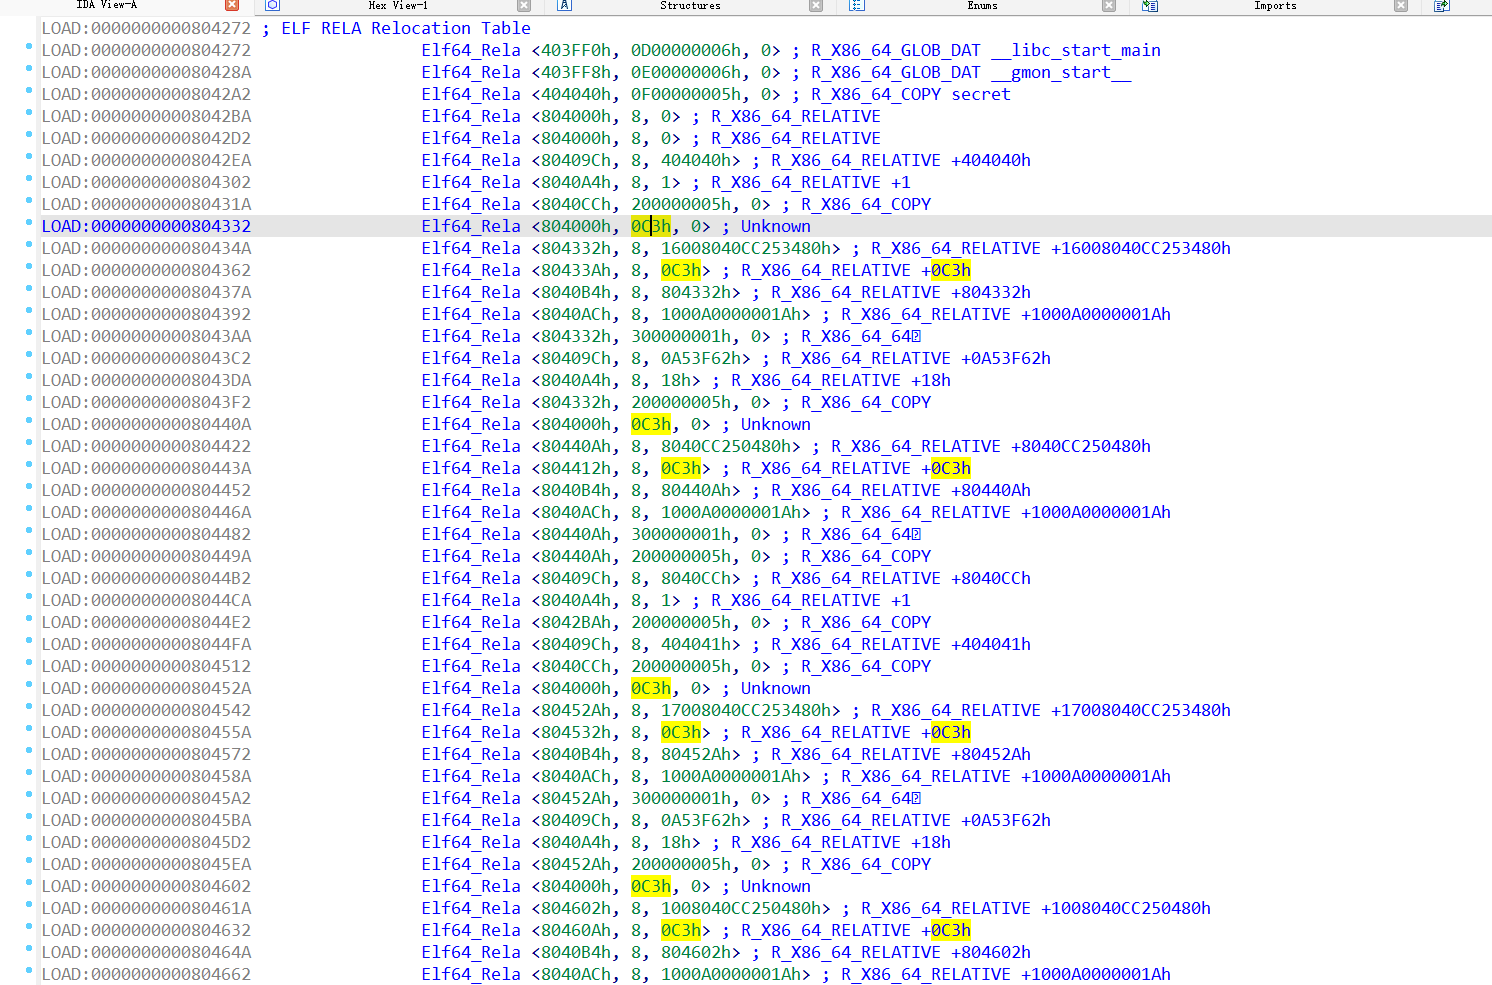 IDA View-A Hex View-1 Structures Enums Imports
LOAD:0000000000804272 ; ELF RELA Relocation Table
LOAD:0000000000804272 Elf64_Rela <403FF0h, 0D00000006h, 0> ; R_X86_64_GLOB_DAT __libc_start_main
LOAD:000000000080428A Elf64_Rela <403FF8h, 0E00000006h, 0> ; R_X86_64_GLOB_DAT __gmon_start__
LOAD:00000000008042A2 Elf64_Rela <404040h, 0F00000005h, 0> ; R_X86_64_COPY secret
LOAD:00000000008042BA Elf64_Rela <804000h, 8, 0> ; R_X86_64_RELATIVE
LOAD:00000000008042D2 Elf64_Rela <804000h, 8, 0> ; R_X86_64_RELATIVE
LOAD:00000000008042EA Elf64_Rela <80409Ch, 8, 404040h> ; R_X86_64_RELATIVE +404040h
LOAD:0000000000804302 Elf64_Rela <8040A4h, 8, 1> ; R_X86_64_RELATIVE +1
LOAD:000000000080431A Elf64_Rela <8040CCh, 200000005h, 0> ; R_X86_64_COPY
LOAD:0000000000804332 Elf64_Rela <804000h, 0C3h, 0> ; Unknown
LOAD:000000000080434A Elf64_Rela <804332h, 8, 16008040CC253480h> ; R_X86_64_RELATIVE +16008040CC253480h
LOAD:0000000000804362 Elf64_Rela <80433Ah, 8, 0C3h> ; R_X86_64_RELATIVE +0C3h
LOAD:000000000080437A Elf64_Rela <8040B4h, 8, 804332h> ; R_X86_64_RELATIVE +804332h
LOAD:0000000000804392 Elf64_Rela <8040ACh, 8, 1000A0000001Ah> ; R_X86_64_RELATIVE +1000A0000001Ah
LOAD:00000000008043AA Elf64_Rela <804332h, 300000001h, 0> ; R_X86_64_64
LOAD:00000000008043C2 Elf64_Rela <80409Ch, 8, 0A53F62h> ; R_X86_64_RELATIVE +0A53F62h
LOAD:00000000008043DA Elf64_Rela <8040A4h, 8, 18h> ; R_X86_64_RELATIVE +18h
LOAD:00000000008043F2 Elf64_Rela <804332h, 200000005h, 0> ; R_X86_64_COPY
LOAD:000000000080440A Elf64_Rela <804000h, 0C3h, 0> ; Unknown
LOAD:0000000000804422 Elf64_Rela <80440Ah, 8, 8040CC250480h> ; R_X86_64_RELATIVE +8040CC250480h
LOAD:000000000080443A Elf64_Rela <804412h, 8, 0C3h> ; R_X86_64_RELATIVE +0C3h
LOAD:0000000000804452 Elf64_Rela <8040B4h, 8, 80440Ah> ; R_X86_64_RELATIVE +80440Ah
LOAD:000000000080446A Elf64_Rela <8040ACh, 8, 1000A0000001Ah> ; R_X86_64_RELATIVE +1000A0000001Ah
LOAD:0000000000804482 Elf64_Rela <80440Ah, 300000001h, 0> ; R_X86_64_64
LOAD:000000000080449A Elf64_Rela <80440Ah, 200000005h, 0> ; R_X86_64_COPY
LOAD:00000000008044B2 Elf64_Rela <80409Ch, 8, 8040CCh> ; R_X86_64_RELATIVE +8040CCh
LOAD:00000000008044CA Elf64_Rela <8040A4h, 8, 1> ; R_X86_64_RELATIVE +1
LOAD:00000000008044E2 Elf64_Rela <8042BAh, 200000005h, 0> ; R_X86_64_COPY
LOAD:00000000008044FA Elf64_Rela <80409Ch, 8, 404041h> ; R_X86_64_RELATIVE +404041h
LOAD:0000000000804512 Elf64_Rela <8040CCh, 200000005h, 0> ; R_X86_64_COPY
LOAD:000000000080452A Elf64_Rela <804000h, 0C3h, 0> ; Unknown
LOAD:0000000000804542 Elf64_Rela <80452Ah, 8, 17008040CC253480h> ; R_X86_64_RELATIVE +17008040CC253480h
LOAD:000000000080455A Elf64_Rela <804532h, 8, 0C3h> ; R_X86_64_RELATIVE +0C3h
LOAD:0000000000804572 Elf64_Rela <8040B4h, 8, 80452Ah> ; R_X86_64_RELATIVE +80452Ah
LOAD:000000000080458A Elf64_Rela <8040ACh, 8, 1000A0000001Ah> ; R_X86_64_RELATIVE +1000A0000001Ah
LOAD:00000000008045A2 Elf64_Rela <80452Ah, 300000001h, 0> ; R_X86_64_64
LOAD:00000000008045BA Elf64_Rela <80409Ch, 8, 0A53F62h> ; R_X86_64_RELATIVE +0A53F62h
LOAD:00000000008045D2 Elf64_Rela <8040A4h, 8, 18h> ; R_X86_64_RELATIVE +18h
LOAD:00000000008045EA Elf64_Rela <80452Ah, 200000005h, 0> ; R_X86_64_COPY
LOAD:0000000000804602 Elf64_Rela <804000h, 0C3h, 0> ; Unknown
LOAD:000000000080461A Elf64_Rela <804602h, 8, 1008040CC250480h> ; R_X86_64_RELATIVE +1008040CC250480h
LOAD:0000000000804632 Elf64_Rela <80460Ah, 8, 0C3h> ; R_X86_64_RELATIVE +0C3h
LOAD:000000000080464A Elf64_Rela <8040B4h, 8, 804602h> ; R_X86_64_RELATIVE +804602h
LOAD:0000000000804662 Elf64_Rela <8040ACh, 8, 1000A0000001Ah> ; R_X86_64_RELATIVE +1000A0000001Ah